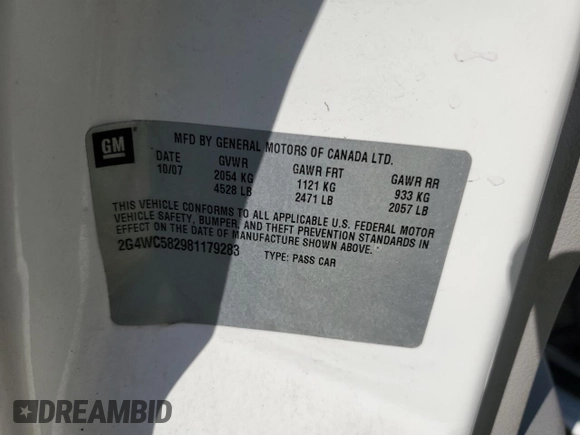 GM
MFD BY GENERAL MOTORS OF CANADA LTD.
DATE GVWR GAWR FRT GAWR RR
10/07 2054 KG 1121 KG 933 KG
4528 LB 2471 LB 2057 LB
THIS VEHICLE CONFORMS TO ALL APPLICABLE U.S. FEDERAL MOTOR
VEHICLE SAFETY, BUMPER, AND THEFT PREVENTION STANDARDS IN
EFFECT ON THE DATE OF MANUFACTURE SHOWN ABOVE.
2G4WC582981179283 TYPE: PASS CAR
DREAMBID